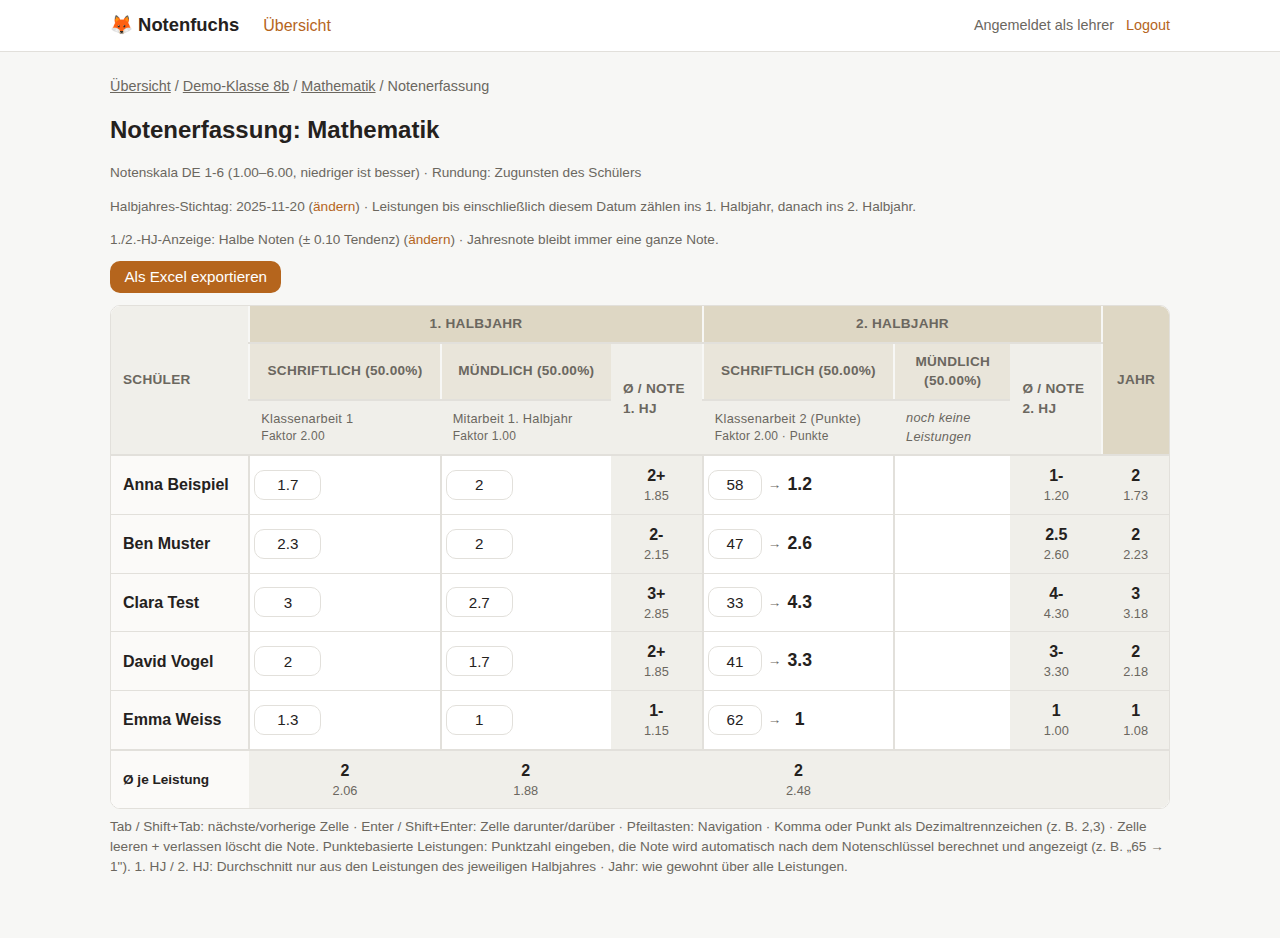 🦊 Notenfuchs Übersicht Angemeldet als lehrer Logout
Übersicht / Demo-Klasse 8b / Mathematik / Notenerfassung
Notenerfassung: Mathematik
Notenskala DE 1-6 (1.00–6.00, niedriger ist besser) · Rundung: Zugunsten des Schülers
Halbjahres-Stichtag: 2025-11-20 (ändern) · Leistungen bis einschließlich diesem Datum zählen ins 1. Halbjahr, danach ins 2. Halbjahr.
1./2.-HJ-Anzeige: Halbe Noten (± 0.10 Tendenz) (ändern) · Jahresnote bleibt immer eine ganze Note.
Als Excel exportieren
SCHÜLER 1. HALBJAHR 2. HALBJAHR JAHR
SCHRIFTLICH (50.00%) MÜNDLICH (50.00%) Ø / NOTE 1. HJ SCHRIFTLICH (50.00%) MÜNDLICH (50.00%) Ø / NOTE 2. HJ
Klassenarbeit 1 Mitarbeit 1. Halbjahr Klassenarbeit 2 (Punkte) noch keine
Faktor 2.00 Faktor 1.00 Faktor 2.00 · Punkte Leistungen
Anna Beispiel 1.7 2 2+ 58 → 1.2 1- 2
1.85 1.20 1.73
Ben Muster 2.3 2 2- 47 → 2.6 2.5 2
2.15 2.60 2.23
Clara Test 3 2.7 3+ 33 → 4.3 4- 3
2.85 4.30 3.18
David Vogel 2 1.7 2+ 41 → 3.3 3- 2
1.85 3.30 2.18
Emma Weiss 1.3 1 1- 62 → 1 1 1
1.15 1.00 1.08
Ø je Leistung 2 2 2
2.06 1.88 2.48
Tab / Shift+Tab: nächste/vorherige Zelle · Enter / Shift+Enter: Zelle darunter/darüber · Pfeiltasten: Navigation · Komma oder Punkt als Dezimaltrennzeichen (z. B. 2,3) · Zelle
leeren + verlassen löscht die Note. Punktebasierte Leistungen: Punktzahl eingeben, die Note wird automatisch nach dem Notenschlüssel berechnet und angezeigt (z. B. „65 →
1"). 1. HJ / 2. HJ: Durchschnitt nur aus den Leistungen des jeweiligen Halbjahres · Jahr: wie gewohnt über alle Leistungen.